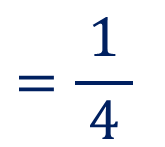 = 1/4